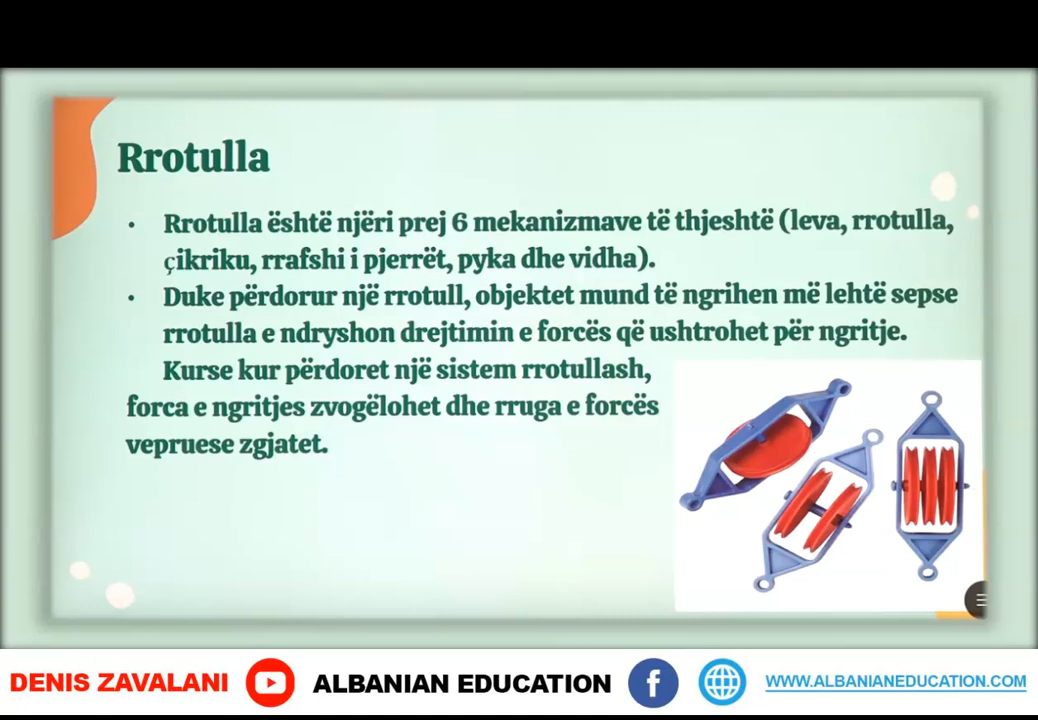 Rrotulla
• Rrotulla është njëri prej 6 mekanizmave të thjeshtë (leva, rrotulla,
çikriku, rrafshi i pjerrët, pyka dhe vidha).
• Duke përdorur një rrotull, objektet mund të ngrihen më lehtë sepse
rrotulla e ndryshon drejtimin e forcës që ushtrohet për ngritje.
Kurse kur përdoret një sistem rrotullash,
forca e ngritjes zvogëlohet dhe rruga e forcës
vepruese zgjatet.
DENIS ZAVALANI ALBANIAN EDUCATION WWW.ALBANIANEDUCATION.COM